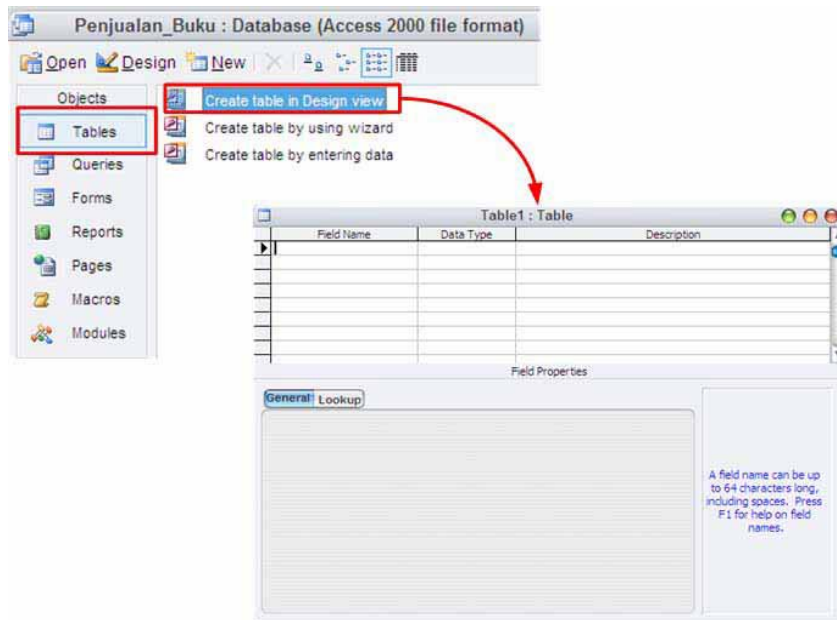 Penjualan_Buku : Database (Access 2000 file format)
Open Design New
Objects
Tables
Queries
Forms
Reports
Pages
Macros
Modules
Create table in Design view
Create table by using wizard
Create table by entering data
Table1 : Table
Field Name Data Type Description
Field Properties
General Lookup
A field name can be up
to 64 characters long,
including spaces. Press
F1 for help on field
names.